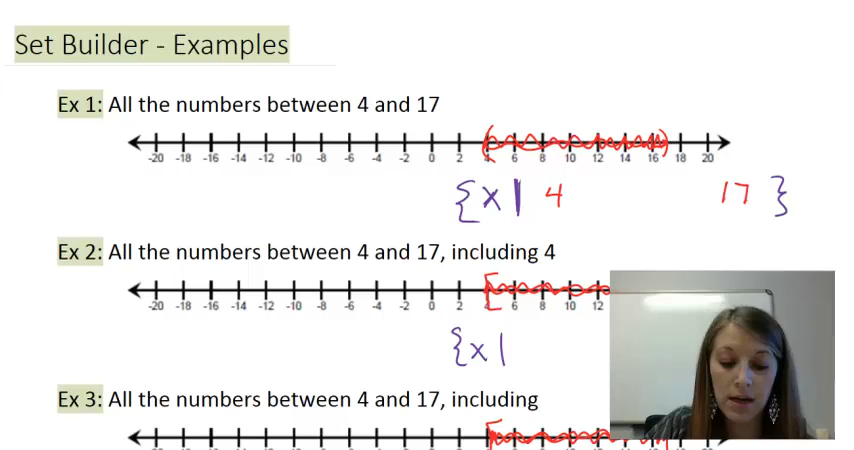 Set Builder - Examples
Ex 1: All the numbers between 4 and 17
-20 -18 -16 -14 -12 -10 -8 -6 -4 -2 0 2 4 6 8 10 12 14 16 18 20
{x| 4 17 }
Ex 2: All the numbers between 4 and 17, including 4
-20 -18 -16 -14 -12 -10 -8 -6 -4 -2 0 2 4 6 8 10 12
{x|
Ex 3: All the numbers between 4 and 17, including